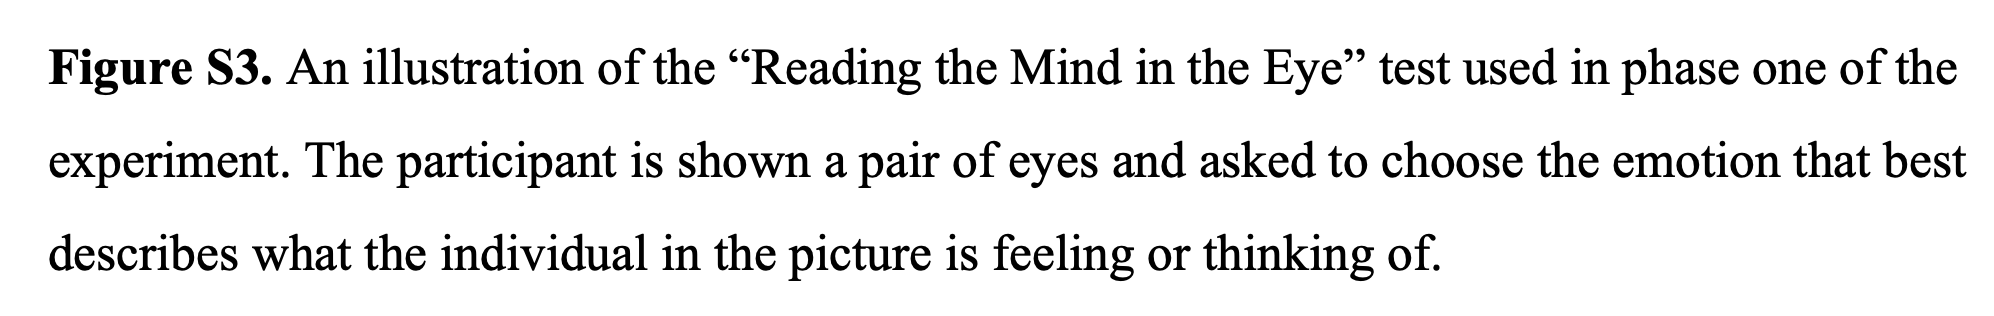 Figure S3. An illustration of the “Reading the Mind in the Eye” test used in phase one of the
experiment. The participant is shown a pair of eyes and asked to choose the emotion that best
describes what the individual in the picture is feeling or thinking of.